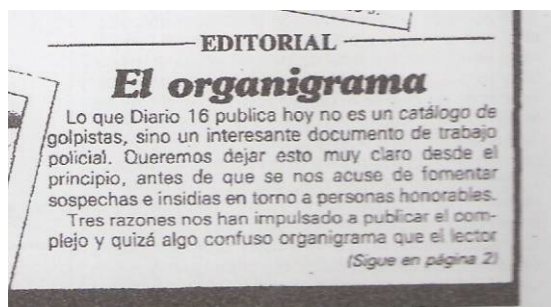 EDITORIAL
El organigrama
Lo que Diario 16 publica hoy no es un catálogo de
golpistas, sino un interesante documento de trabajo
policial. Queremos dejar esto muy claro desde el
principio, antes de que se nos acuse de fomentar
sospechas e insidias en torno a personas honorables.
Tres razones nos han impulsado a publicar el com-
plejo y quizá algo confuso organigrama que el lector
(Sigue en página 2)